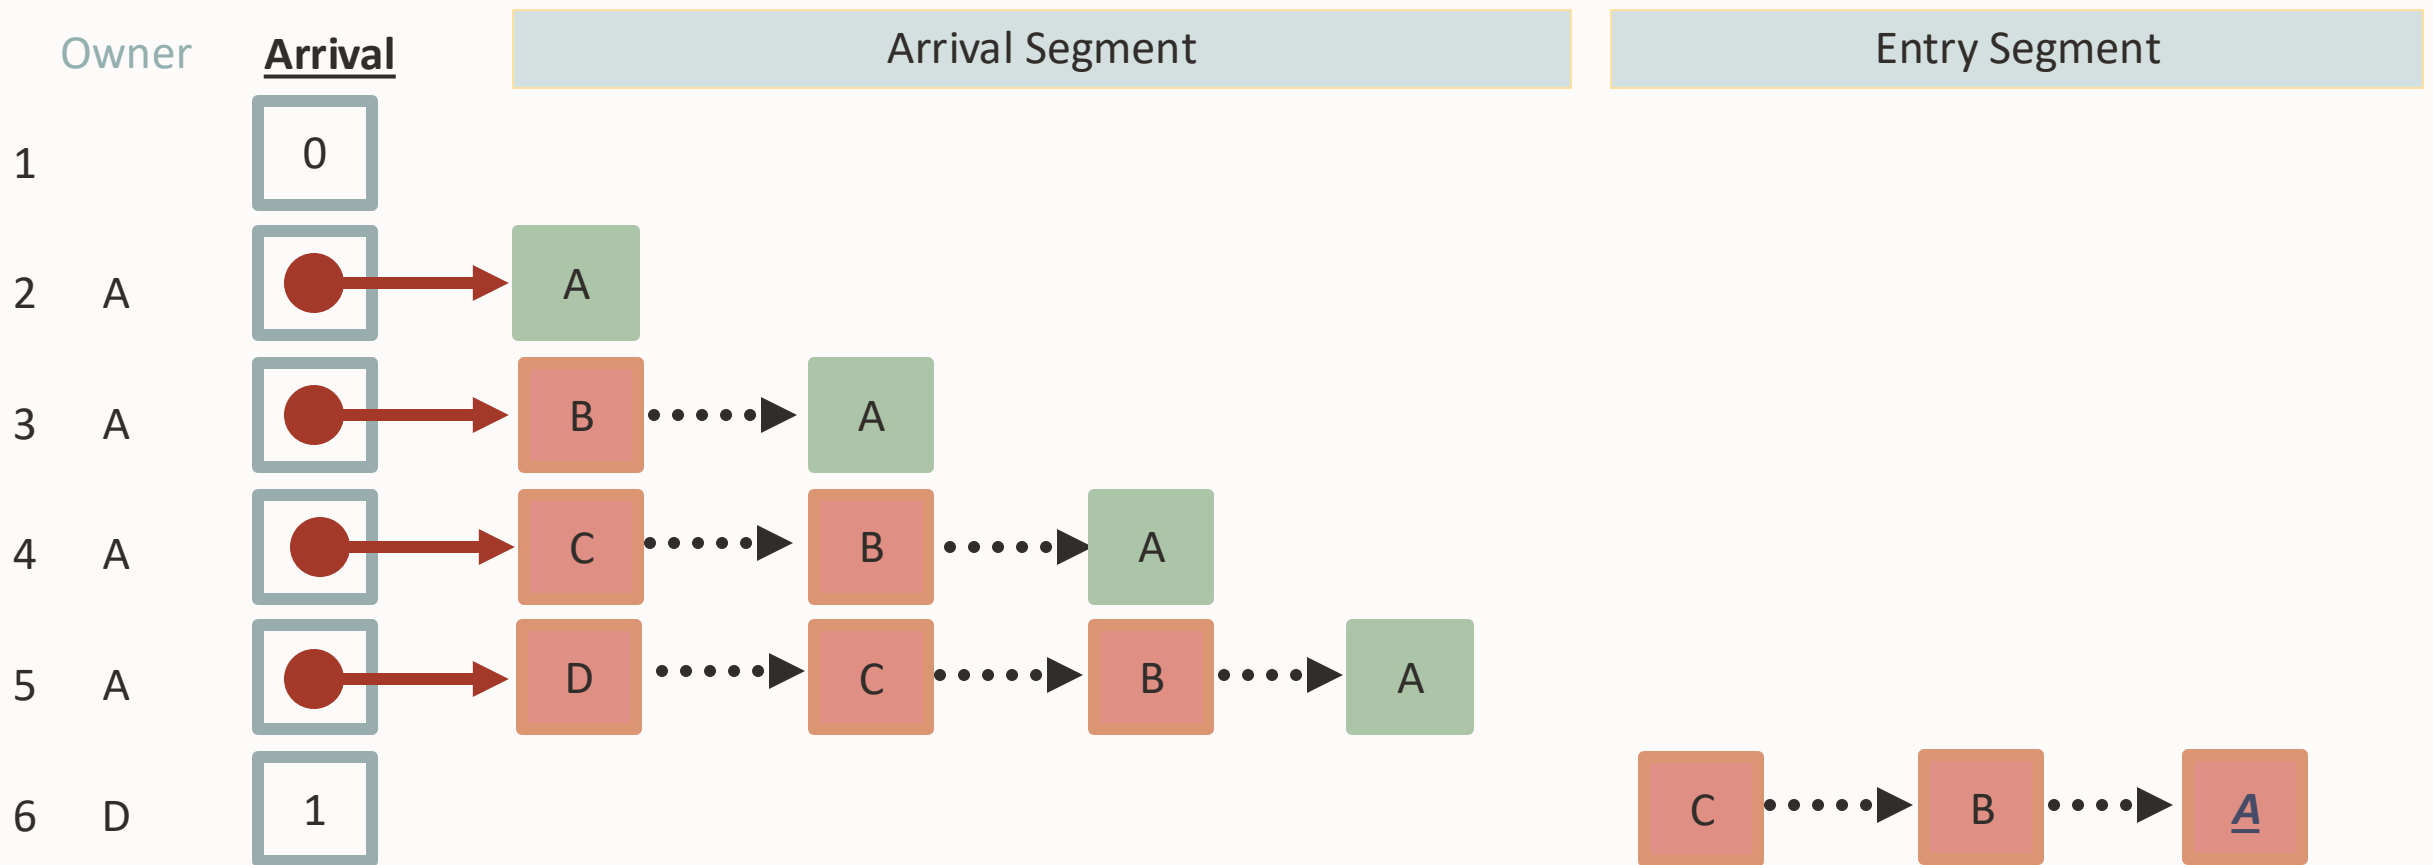 Owner Arrival Arrival Segment Entry Segment
1 0
2 A A
3 A B A
4 A C B A
5 A D C B A
6 D 1 C B A